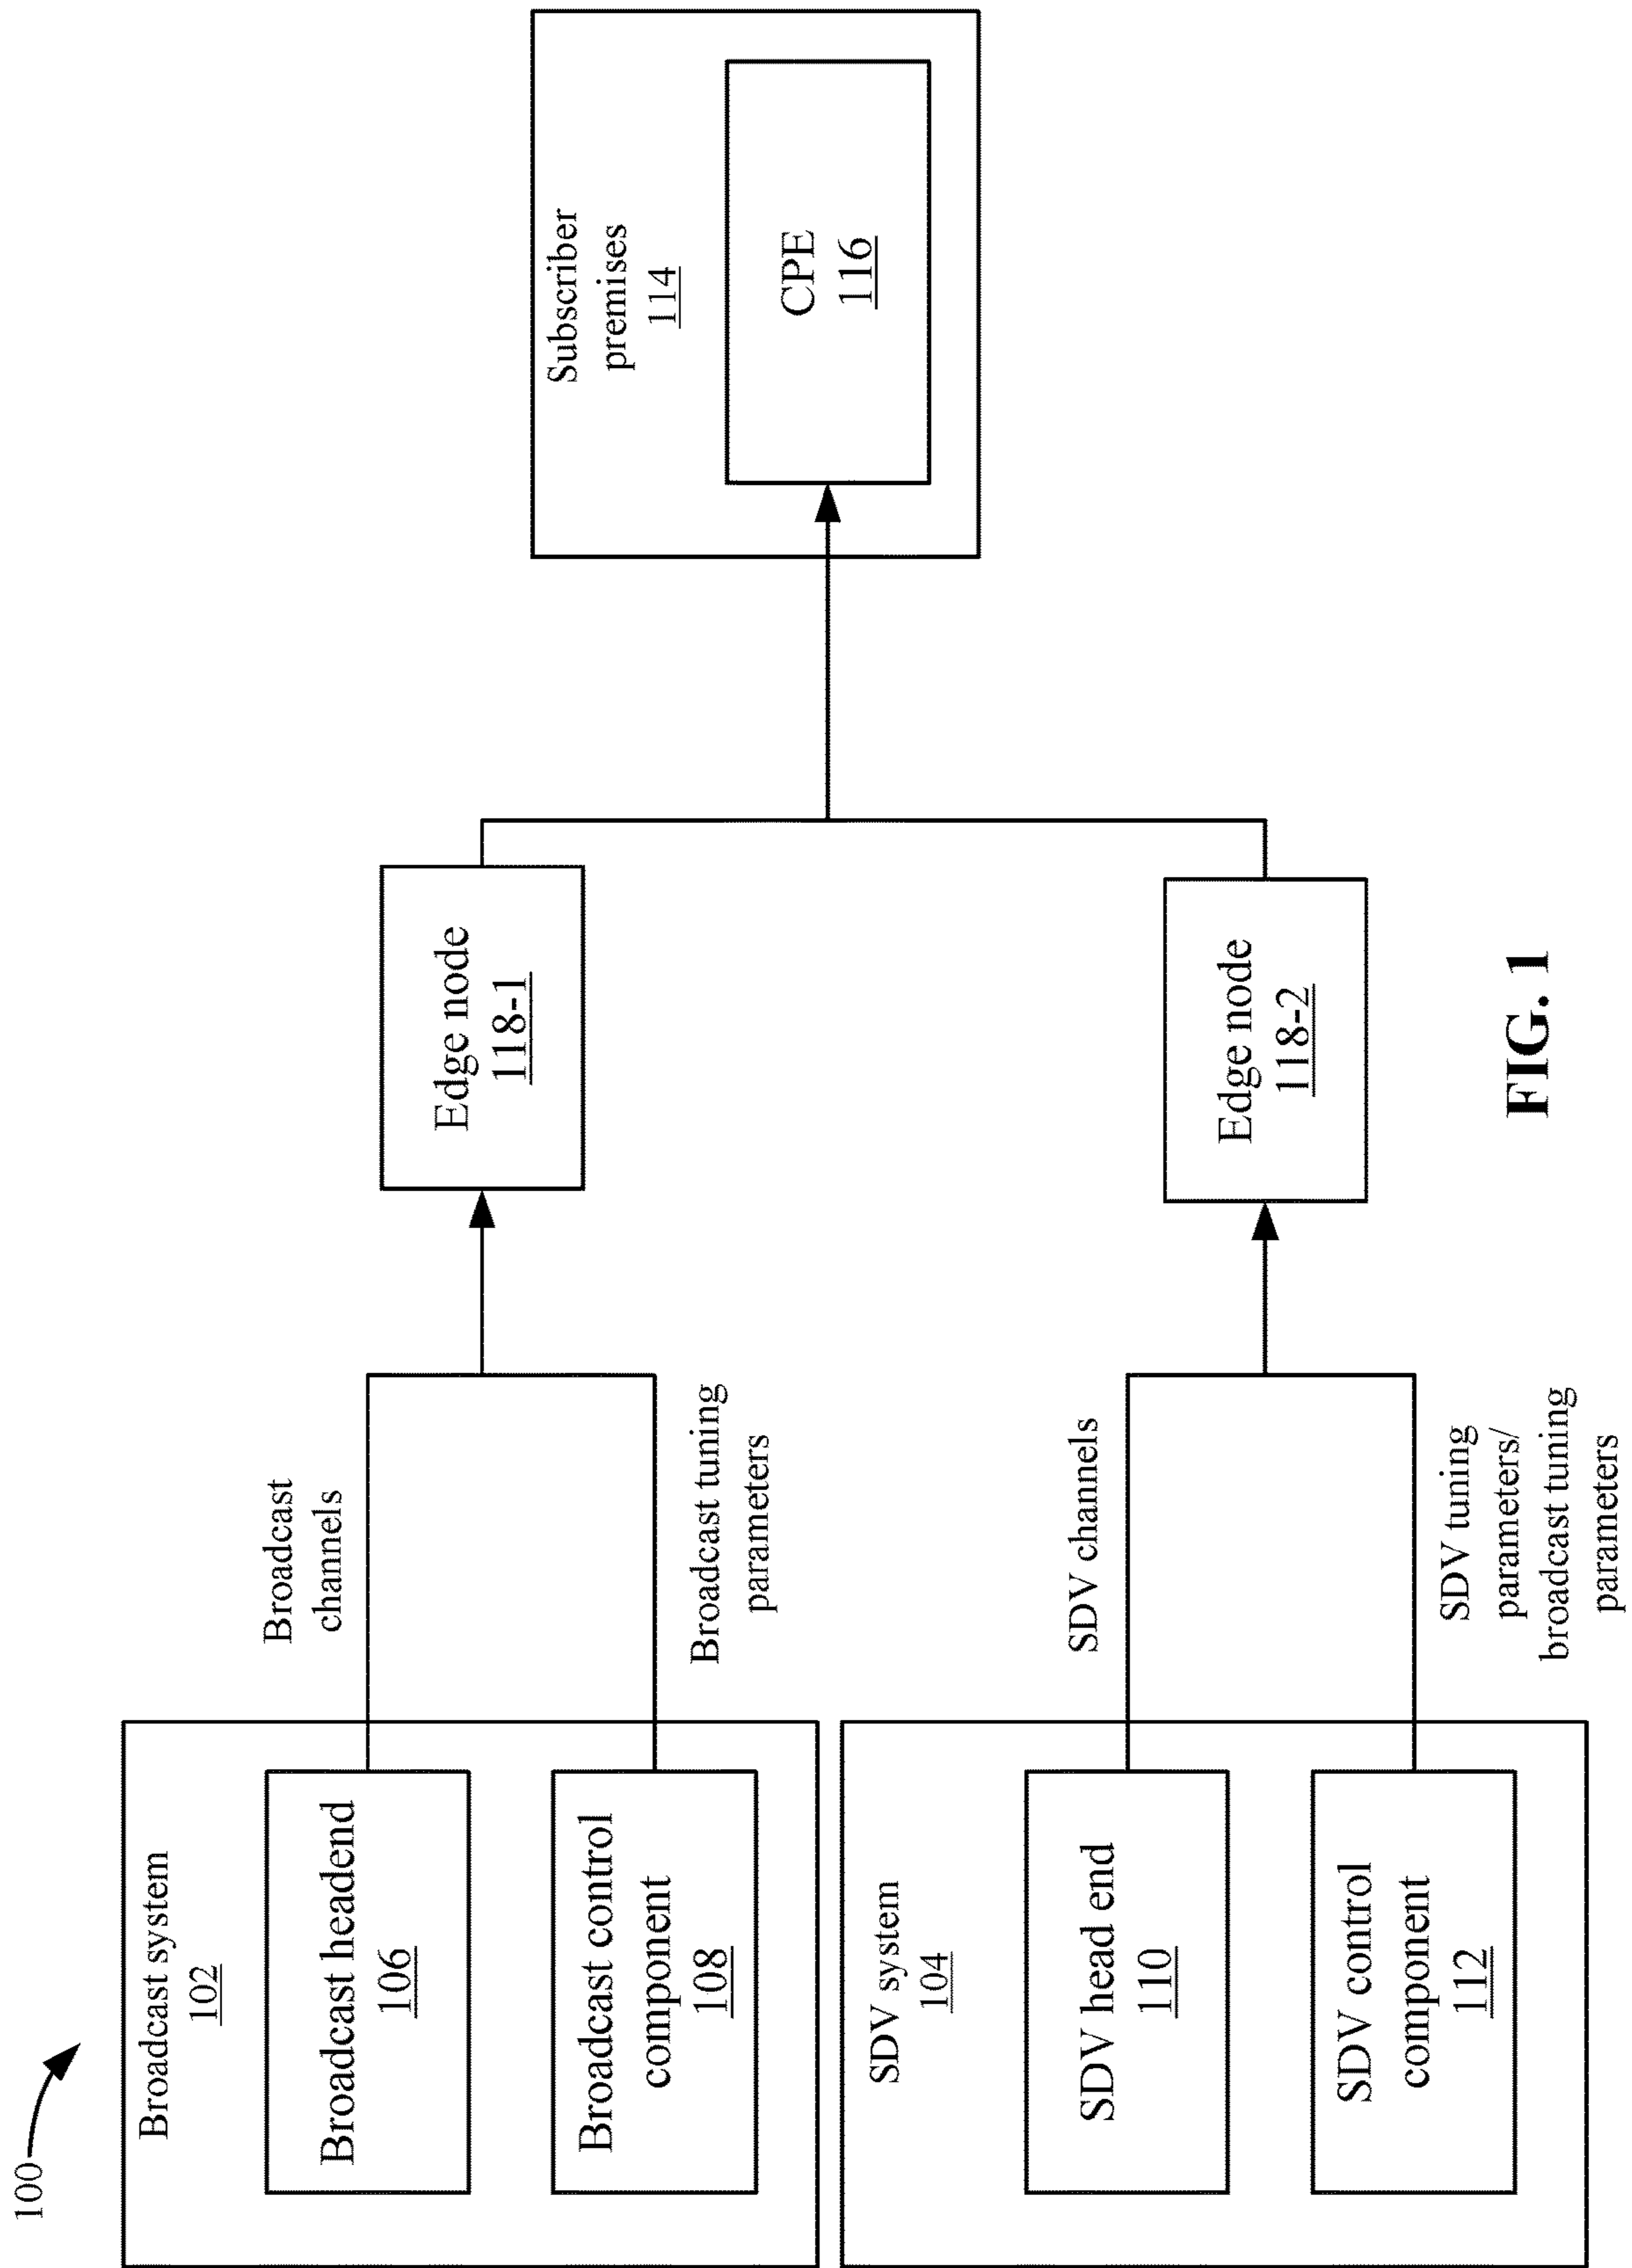 100
Broadcast system
102
Broadcast headend
106
Broadcast control
component
108
Broadcast
channels
Broadcast tuning
parameters
Edge node
118-1
SDV system
104
SDV head end
110
SDV control
component
112
SDV channels
SDV tuning
parameters/
broadcast tuning
parameters
Edge node
118-2
Subscriber
premises
114
CPE
116
FIG. 1